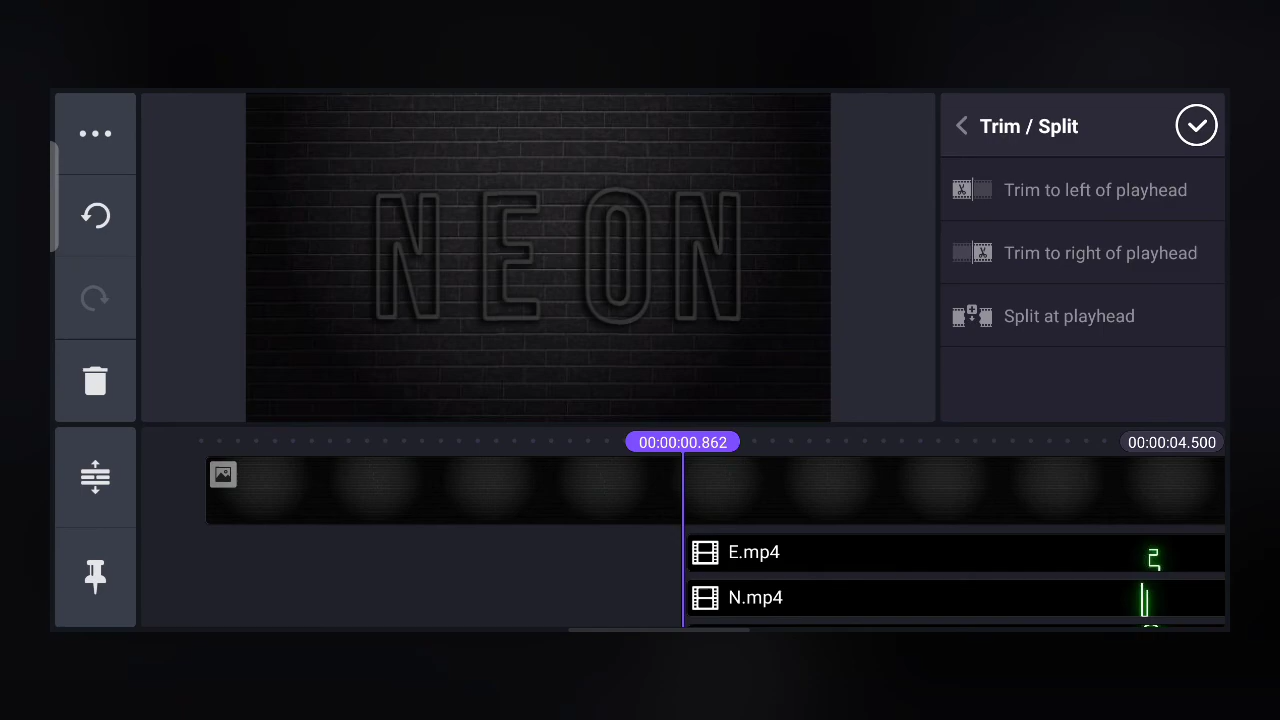 Trim / Split
Trim to left of playhead
Trim to right of playhead
Split at playhead
NEON
00:00:00.862
00:00:04.500
E.mp4
N.mp4